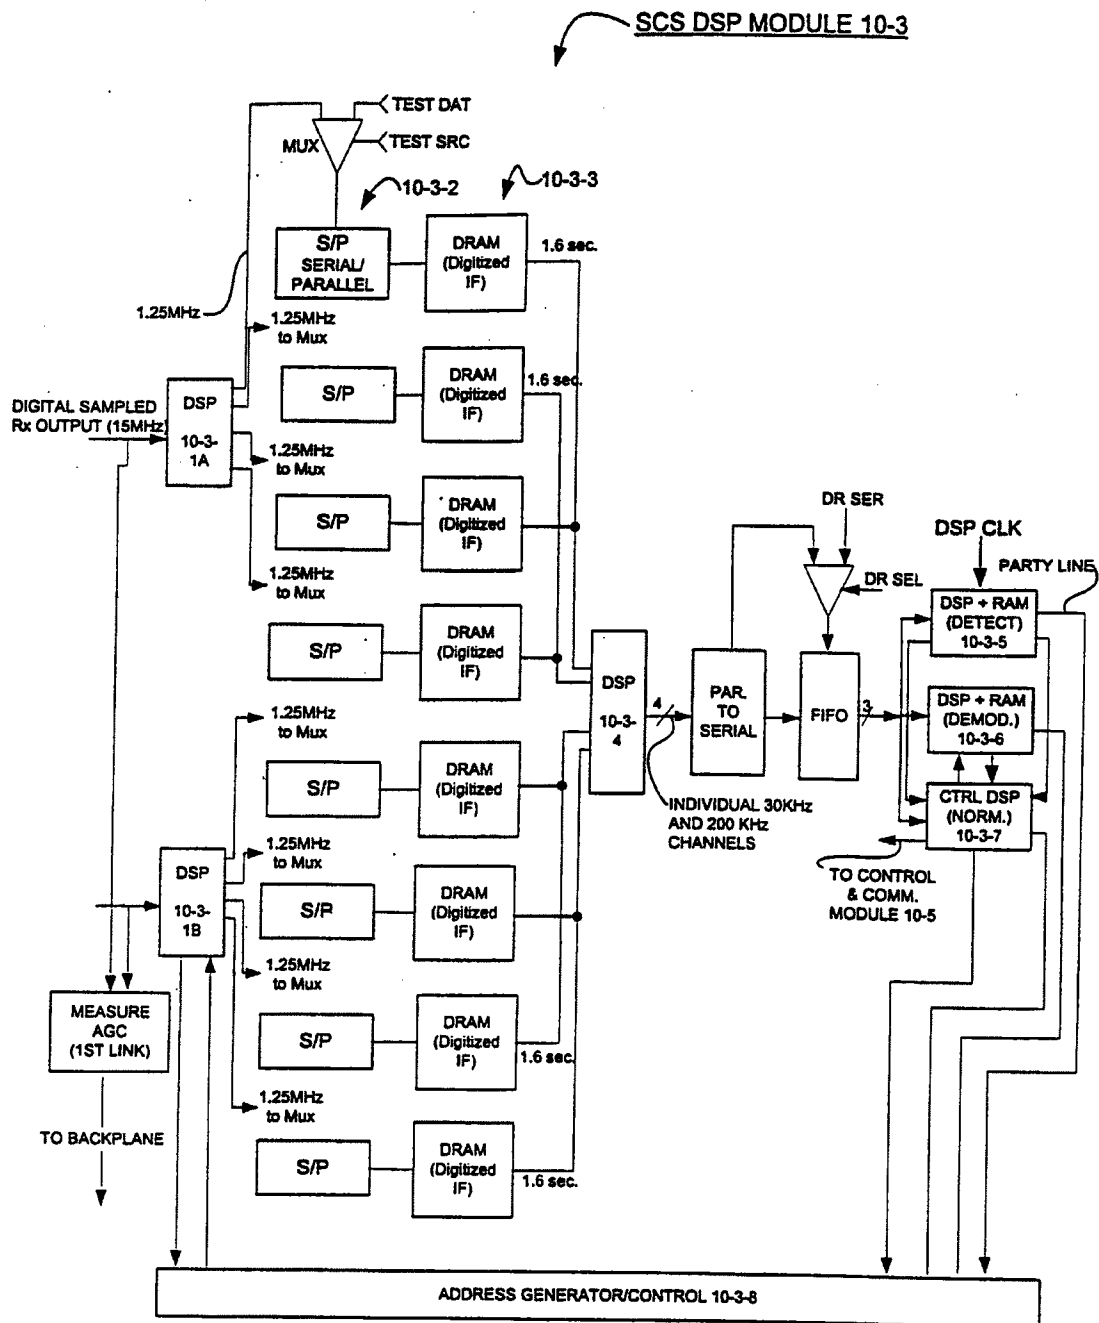 SCS DSP MODULE 10-3
TEST DAT
MUX
TEST SRC
10-3-2
10-3-3
S/P
SERIAL/
PARALLEL
DRAM
(Digitized
IF)
1.6 sec.
1.25MHz
1.25MHz
to Mux
S/P
DRAM
(Digitized
IF)
1.6 sec.
DIGITAL SAMPLED
Rx OUTPUT (15MHz)
DSP
10-3-
1A
1.25MHz
to Mux
S/P
DRAM
(Digitized
IF)
1.25MHz
to Mux
DR SER
DR SEL
DSP CLK
PARTY LINE
S/P
DRAM
(Digitized
IF)
DSP
10-3-
4
4
PAR.
TO
SERIAL
FIFO
3
DSP + RAM
(DETECT)
10-3-5
DSP + RAM
(DEMOD.)
10-3-6
CTRL DSP
(NORM.)
10-3-7
INDIVIDUAL 30KHz
AND 200 KHz
CHANNELS
TO CONTROL
& COMM.
MODULE 10-5
1.25MHz
to Mux
S/P
DRAM
(Digitized
IF)
DSP
10-3-
1B
1.25MHz
to Mux
S/P
DRAM
(Digitized
IF)
1.25MHz
to Mux
MEASURE
AGC
(1ST LINK)
S/P
DRAM
(Digitized
IF)
1.6 sec.
1.25MHz
to Mux
TO BACKPLANE
S/P
DRAM
(Digitized
IF)
1.6 sec.
ADDRESS GENERATOR/CONTROL 10-3-8